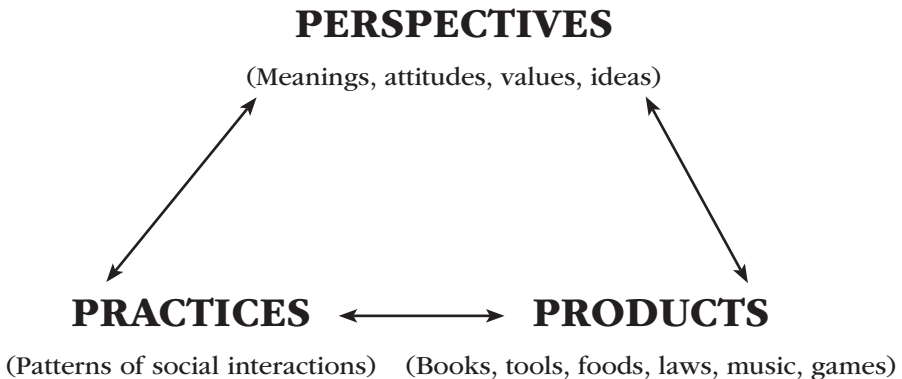 PERSPECTIVES
(Meanings, attitudes, values, ideas)
PRACTICES
PRODUCTS
(Patterns of social interactions)
(Books, tools, foods, laws, music, games)